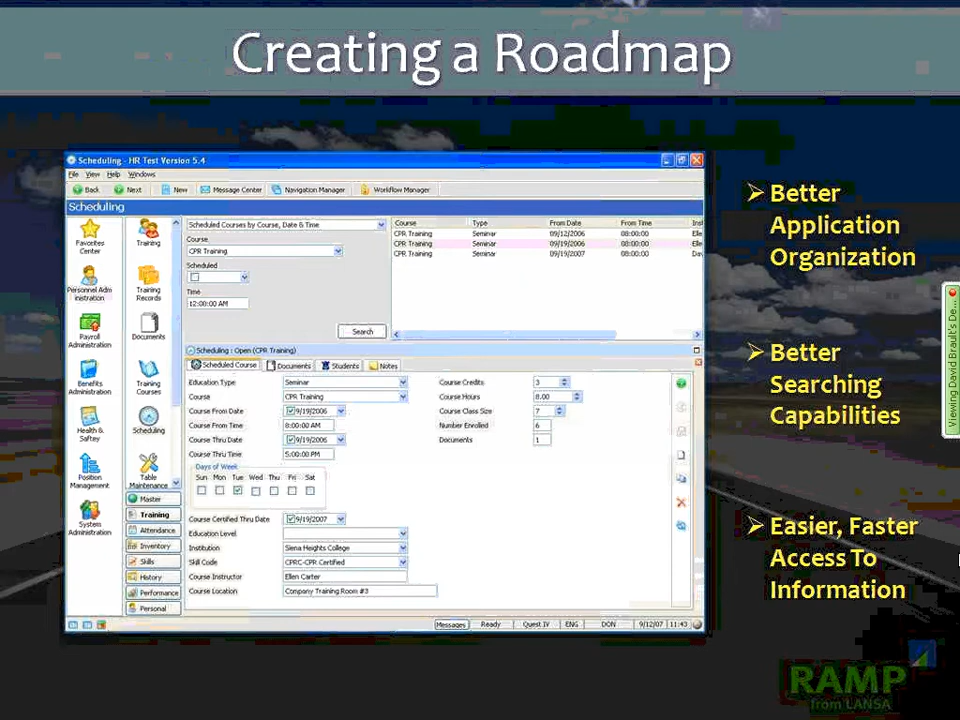 Creating a Roadmap
Scheduling - HR Test Version 5.4
File View Help Windows
Back Next New Message Center Navigation Manager Workflow Manager
Scheduling
Favorites
Center
Personnel Adm
inistration
Payroll
Administration
Benefits
Administration
Health &
Saftey
Position
Management
System
Administration
Training
Training
Records
Documents
Training
Courses
Scheduling
Table
Maintenance
Master
Training
Attendance
Inventory
Skills
History
Performance
Personal
Scheduled Courses by Course, Date & Time
Course
CPR Training
Scheduled
Time
12:00:00 AM
Search
Course Type From Date From Time Inst
CPR Training Seminar 09/12/2006 08:00:00 Elle
CPR Training Seminar 09/19/2006 08:00:00 Elle
CPR Training Seminar 09/19/2007 08:00:00 Dav
Scheduling : Open (CPR Training)
Scheduled Course Documents Students Notes
Education Type Seminar Course Credits 3
Course CPR Training Course Hours 8.00
Course From Date 9/19/2006 Course Class Size 7
Course From Time 8:00:00 AM Number Enrolled 6
Course Thru Date 9/19/2006 Documents 1
Course Thru Time 5:00:00 PM
Days of Week
Sun Mon Tue Wed Thu Fri Sat
Course Certified Thru Date 9/19/2007
Education Level
Institution Siena Heights College
Skill Code CPRC-CPR Certified
Course Instructor Ellen Carter
Course Location Company Training Room #3
Messages Ready Quest IV ENG DON 9/12/07 11:43
Better
Application
Organization
Better
Searching
Capabilities
Easier, Faster
Access To
Information
Viewing David Brault's De...
RAMP
from LANSA